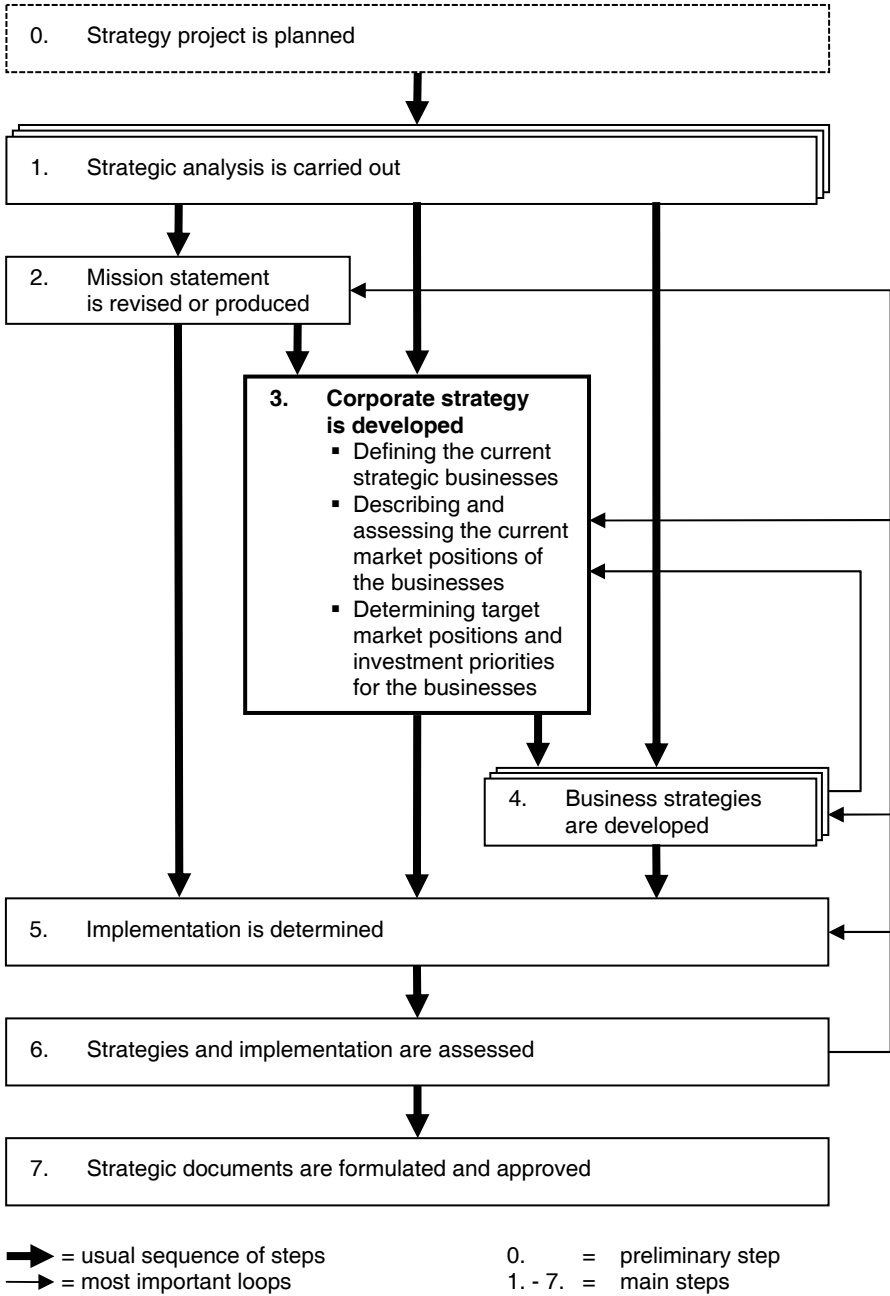 0. Strategy project is planned
1. Strategic analysis is carried out
2. Mission statement
is revised or produced
3. Corporate strategy
is developed
▪ Defining the current
strategic businesses
▪ Describing and
assessing the current
market positions of
the businesses
▪ Determining target
market positions and
investment priorities
for the businesses
4. Business strategies
are developed
5. Implementation is determined
6. Strategies and implementation are assessed
7. Strategic documents are formulated and approved
= usual sequence of steps
0. = preliminary step
= most important loops
1. - 7. = main steps